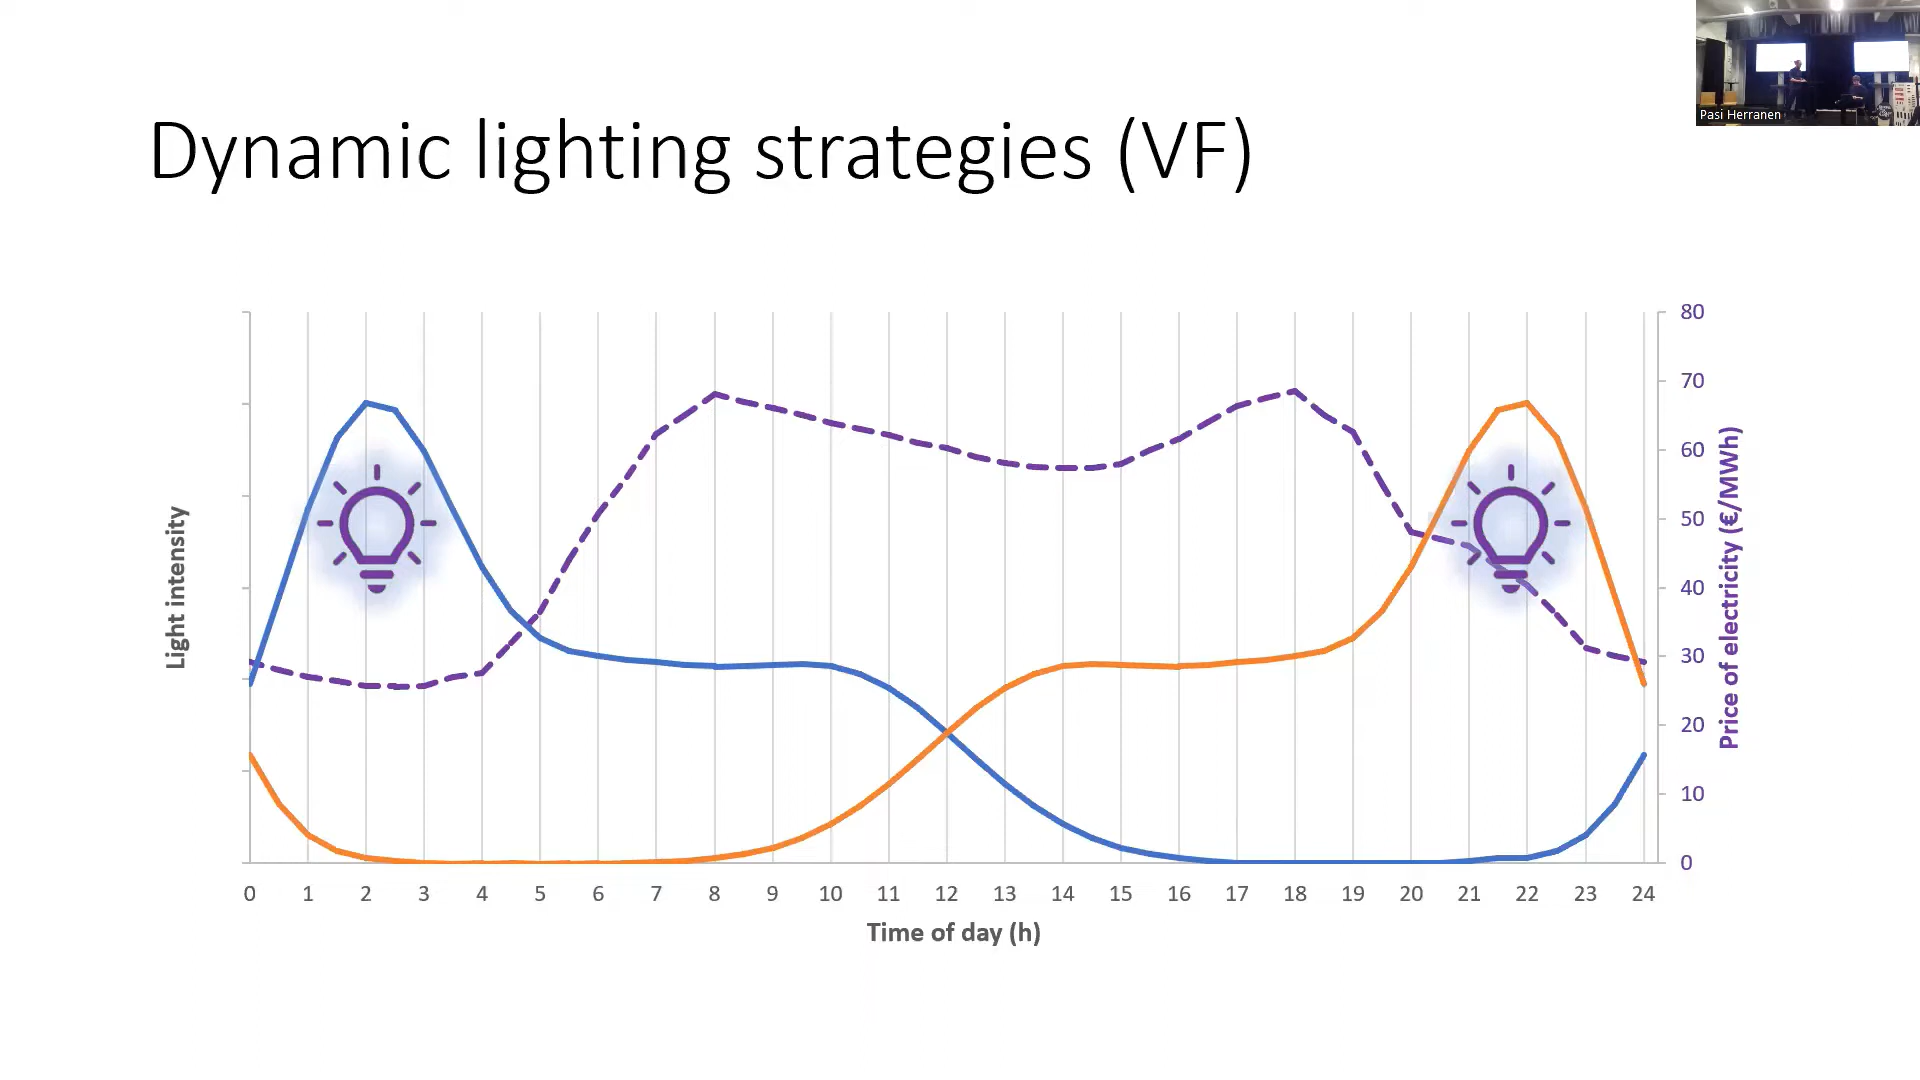 Pasi Herranen
Dynamic lighting strategies (VF)
Light intensity
80
70
60
50
40
30
20
10
0
Price of electricity (€/MWh)
0 1 2 3 4 5 6 7 8 9 10 11 12 13 14 15 16 17 18 19 20 21 22 23 24
Time of day (h)